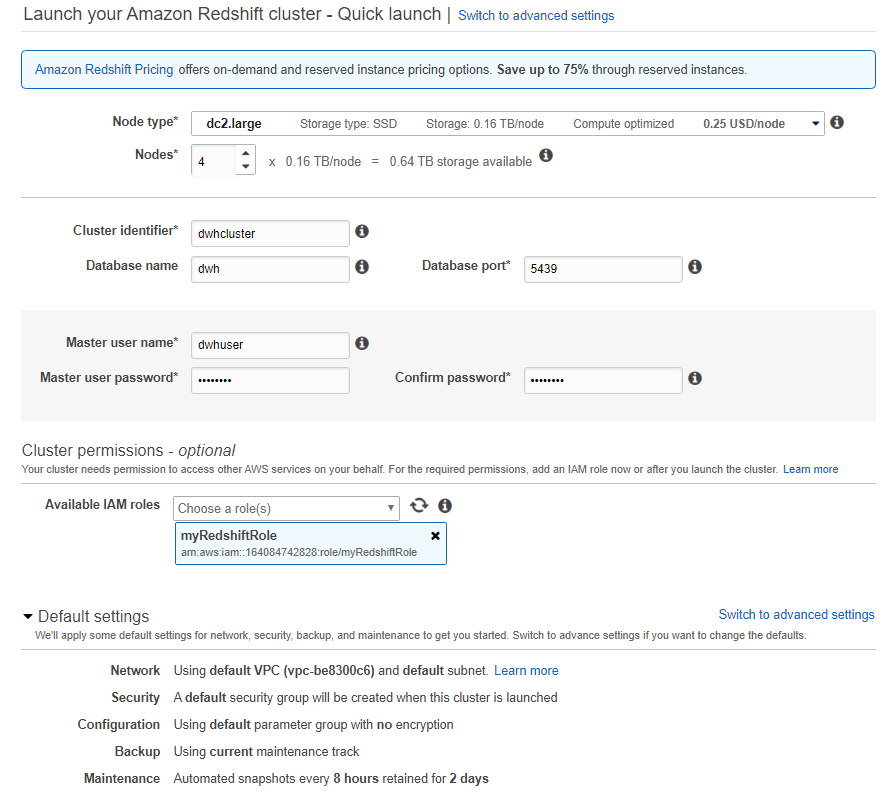 Launch your Amazon Redshift cluster - Quick launch | Switch to advanced settings
Amazon Redshift Pricing offers on-demand and reserved instance pricing options. Save up to 75% through reserved instances.
Node type* dc2.large Storage type: SSD Storage: 0.16 TB/node Compute optimized 0.25 USD/node
Nodes* 4 x 0.16 TB/node = 0.64 TB storage available
Cluster identifier* dwhcluster
Database name dwh Database port* 5439
Master user name* dwhuser
Master user password* •••••••• Confirm password* ••••••••
Cluster permissions - optional
Your cluster needs permission to access other AWS services on your behalf. For the required permissions, add an IAM role now or after you launch the cluster. Learn more
Available IAM roles Choose a role(s)
myRedshiftRole
arn:aws:iam::164084742828:role/myRedshiftRole
Default settings Switch to advanced settings
We'll apply some default settings for network, security, backup, and maintenance to get you started. Switch to advance settings if you want to change the defaults.
Network Using default VPC (vpc-be8300c6) and default subnet. Learn more
Security A default security group will be created when this cluster is launched
Configuration Using default parameter group with no encryption
Backup Using current maintenance track
Maintenance Automated snapshots every 8 hours retained for 2 days